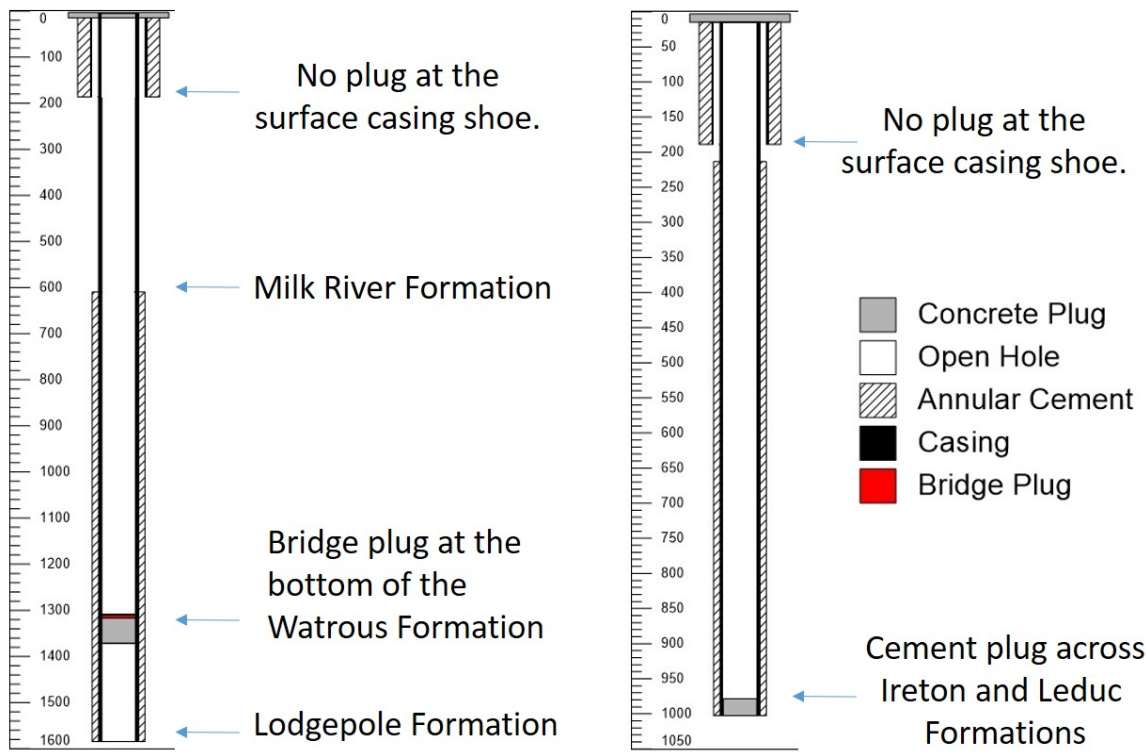 0
100
200
300
400
500
600
700
800
900
1000
1100
1200
1300
1400
1500
1600
No plug at the
surface casing shoe.
Milk River Formation
Bridge plug at the
bottom of the
Watrous Formation
Lodgepole Formation
0
50
100
150
200
250
300
350
400
450
500
550
600
650
700
750
800
850
900
950
1000
1050
No plug at the
surface casing shoe.
Concrete Plug
Open Hole
Annular Cement
Casing
Bridge Plug
Cement plug across
Ireton and Leduc
Formations